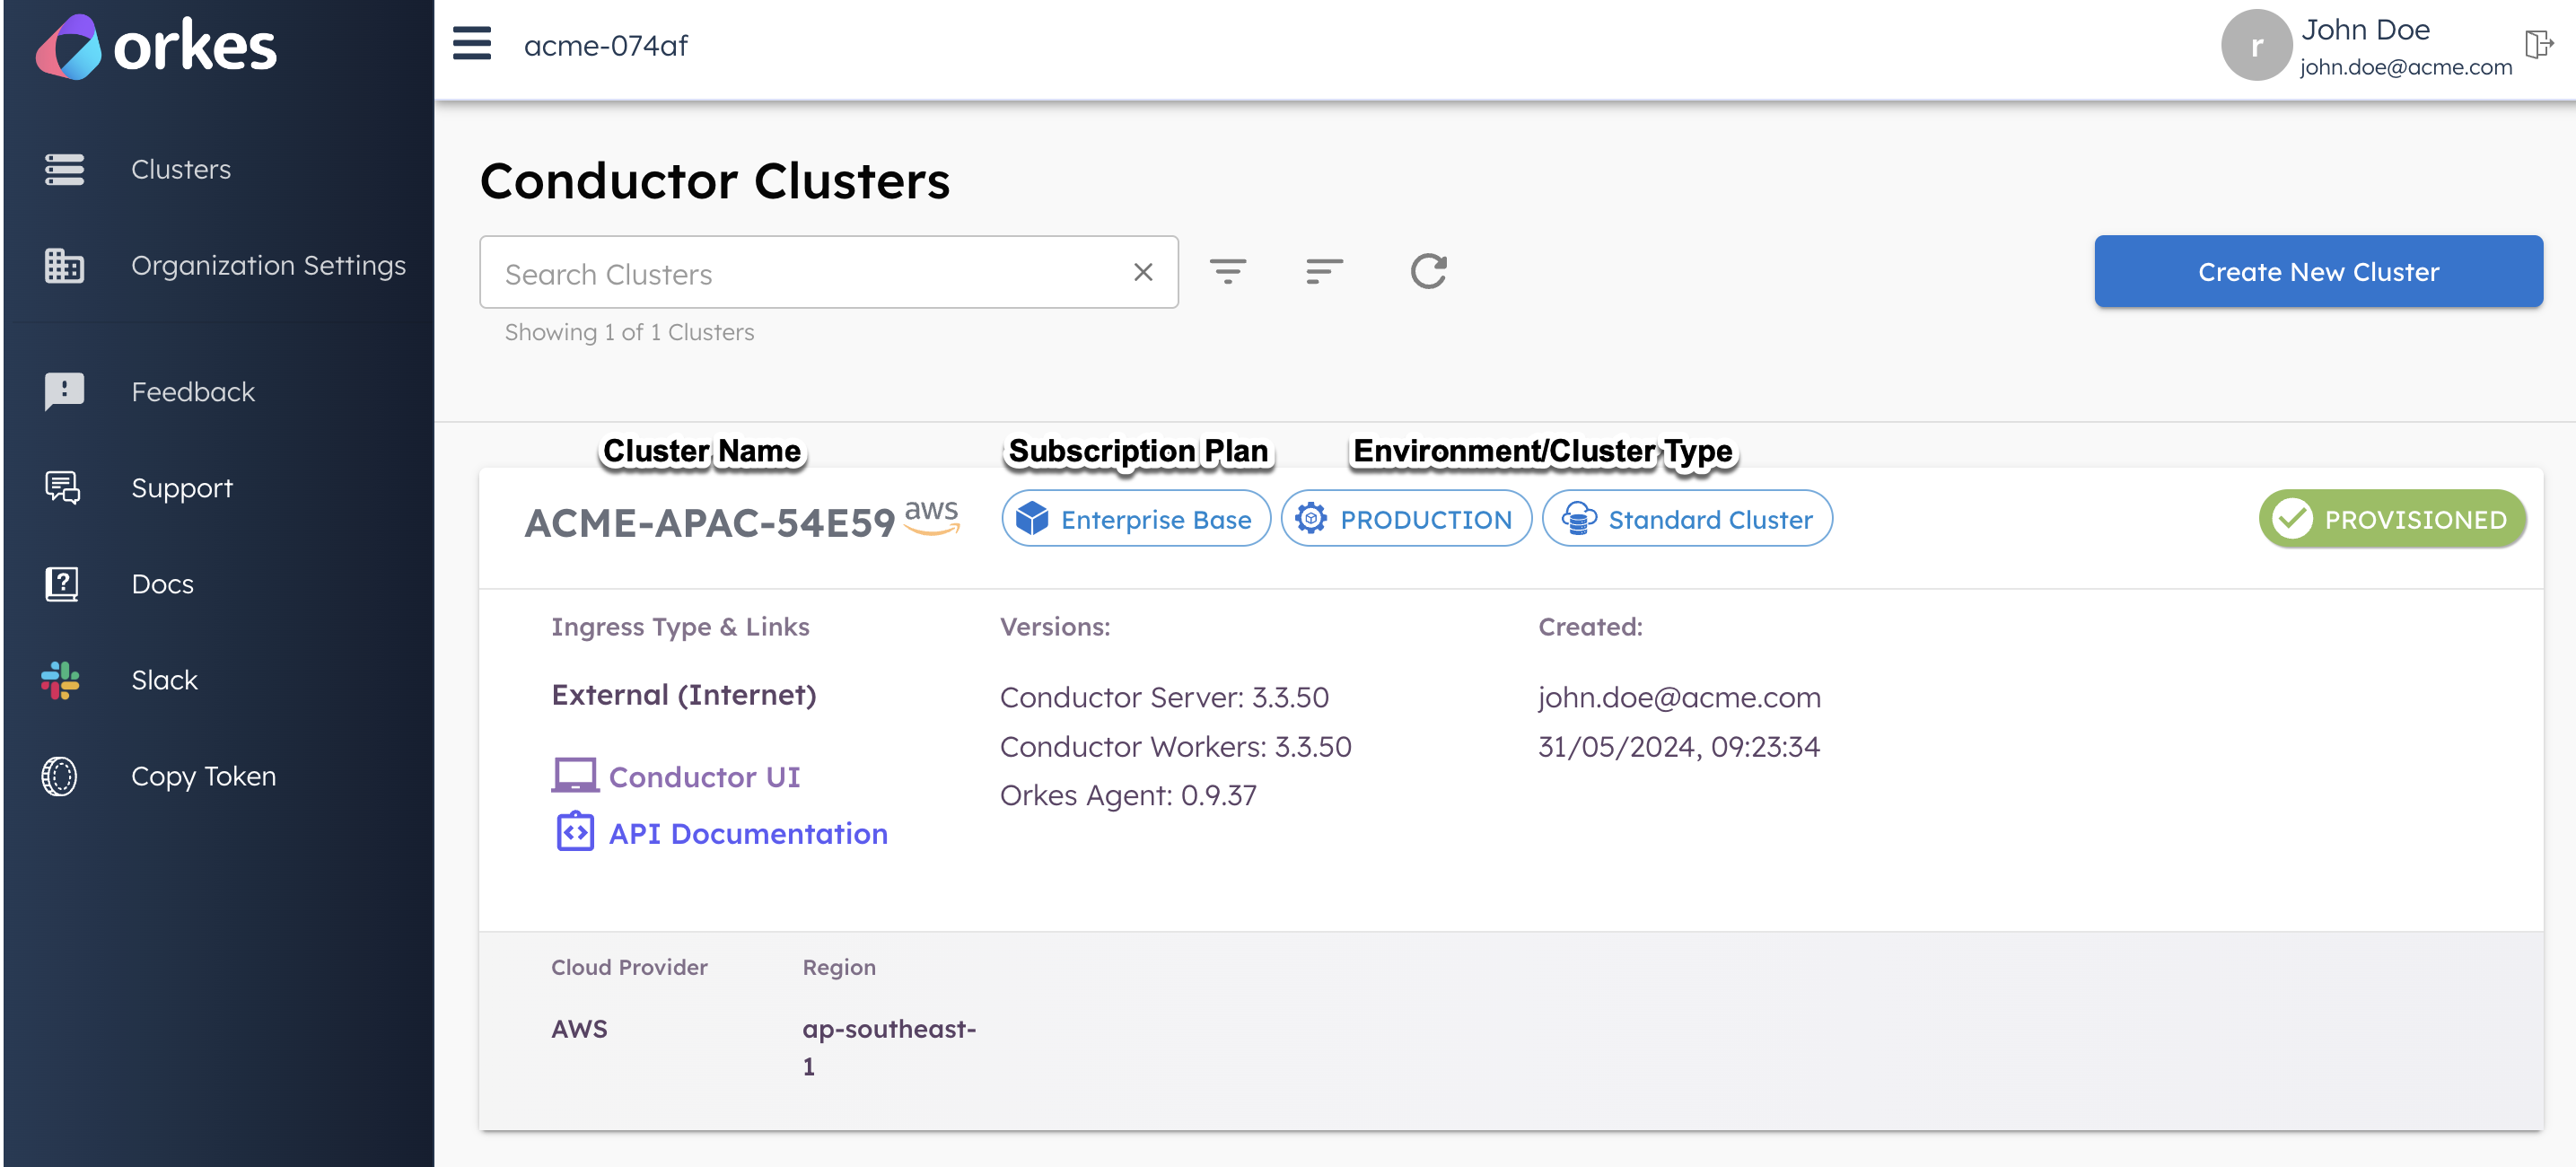 orkes
Clusters
Organization Settings
Feedback
Support
Docs
Slack
Copy Token
acme-074af
r
John Doe
john.doe@acme.com
Conductor Clusters
Search Clusters
Create New Cluster
Showing 1 of 1 Clusters
Cluster Name Subscription Plan Environment/Cluster Type
ACME-APAC-54E59 aws Enterprise Base PRODUCTION Standard Cluster PROVISIONED
Ingress Type & Links
External (Internet)
Conductor UI
API Documentation
Versions:
Conductor Server: 3.3.50
Conductor Workers: 3.3.50
Orkes Agent: 0.9.37
Created:
john.doe@acme.com
31/05/2024, 09:23:34
Cloud Provider
AWS
Region
ap-southeast-
1